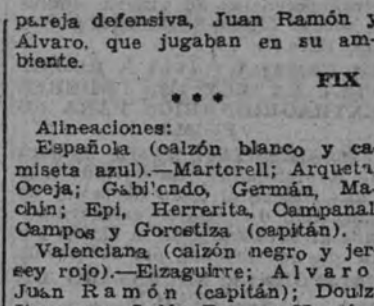 pareja defensiva, Juan Ramón y
Alvaro, que jugaban en su am-
biente.
FIX
* * *
Alineaciones:
Española (calzón blanco y ca
miseta azul).—Martorell; Arqueta
Oceja; Gabilondo, Germán, Ma-
chin; Epi, Herrerita, Campanal
Campos y Gorostiza (capitán).
Valenciana (calzón negro y jer
sey rojo).—Eizaguirre; Alvaro
Juan Ramón (capitán); Doulz